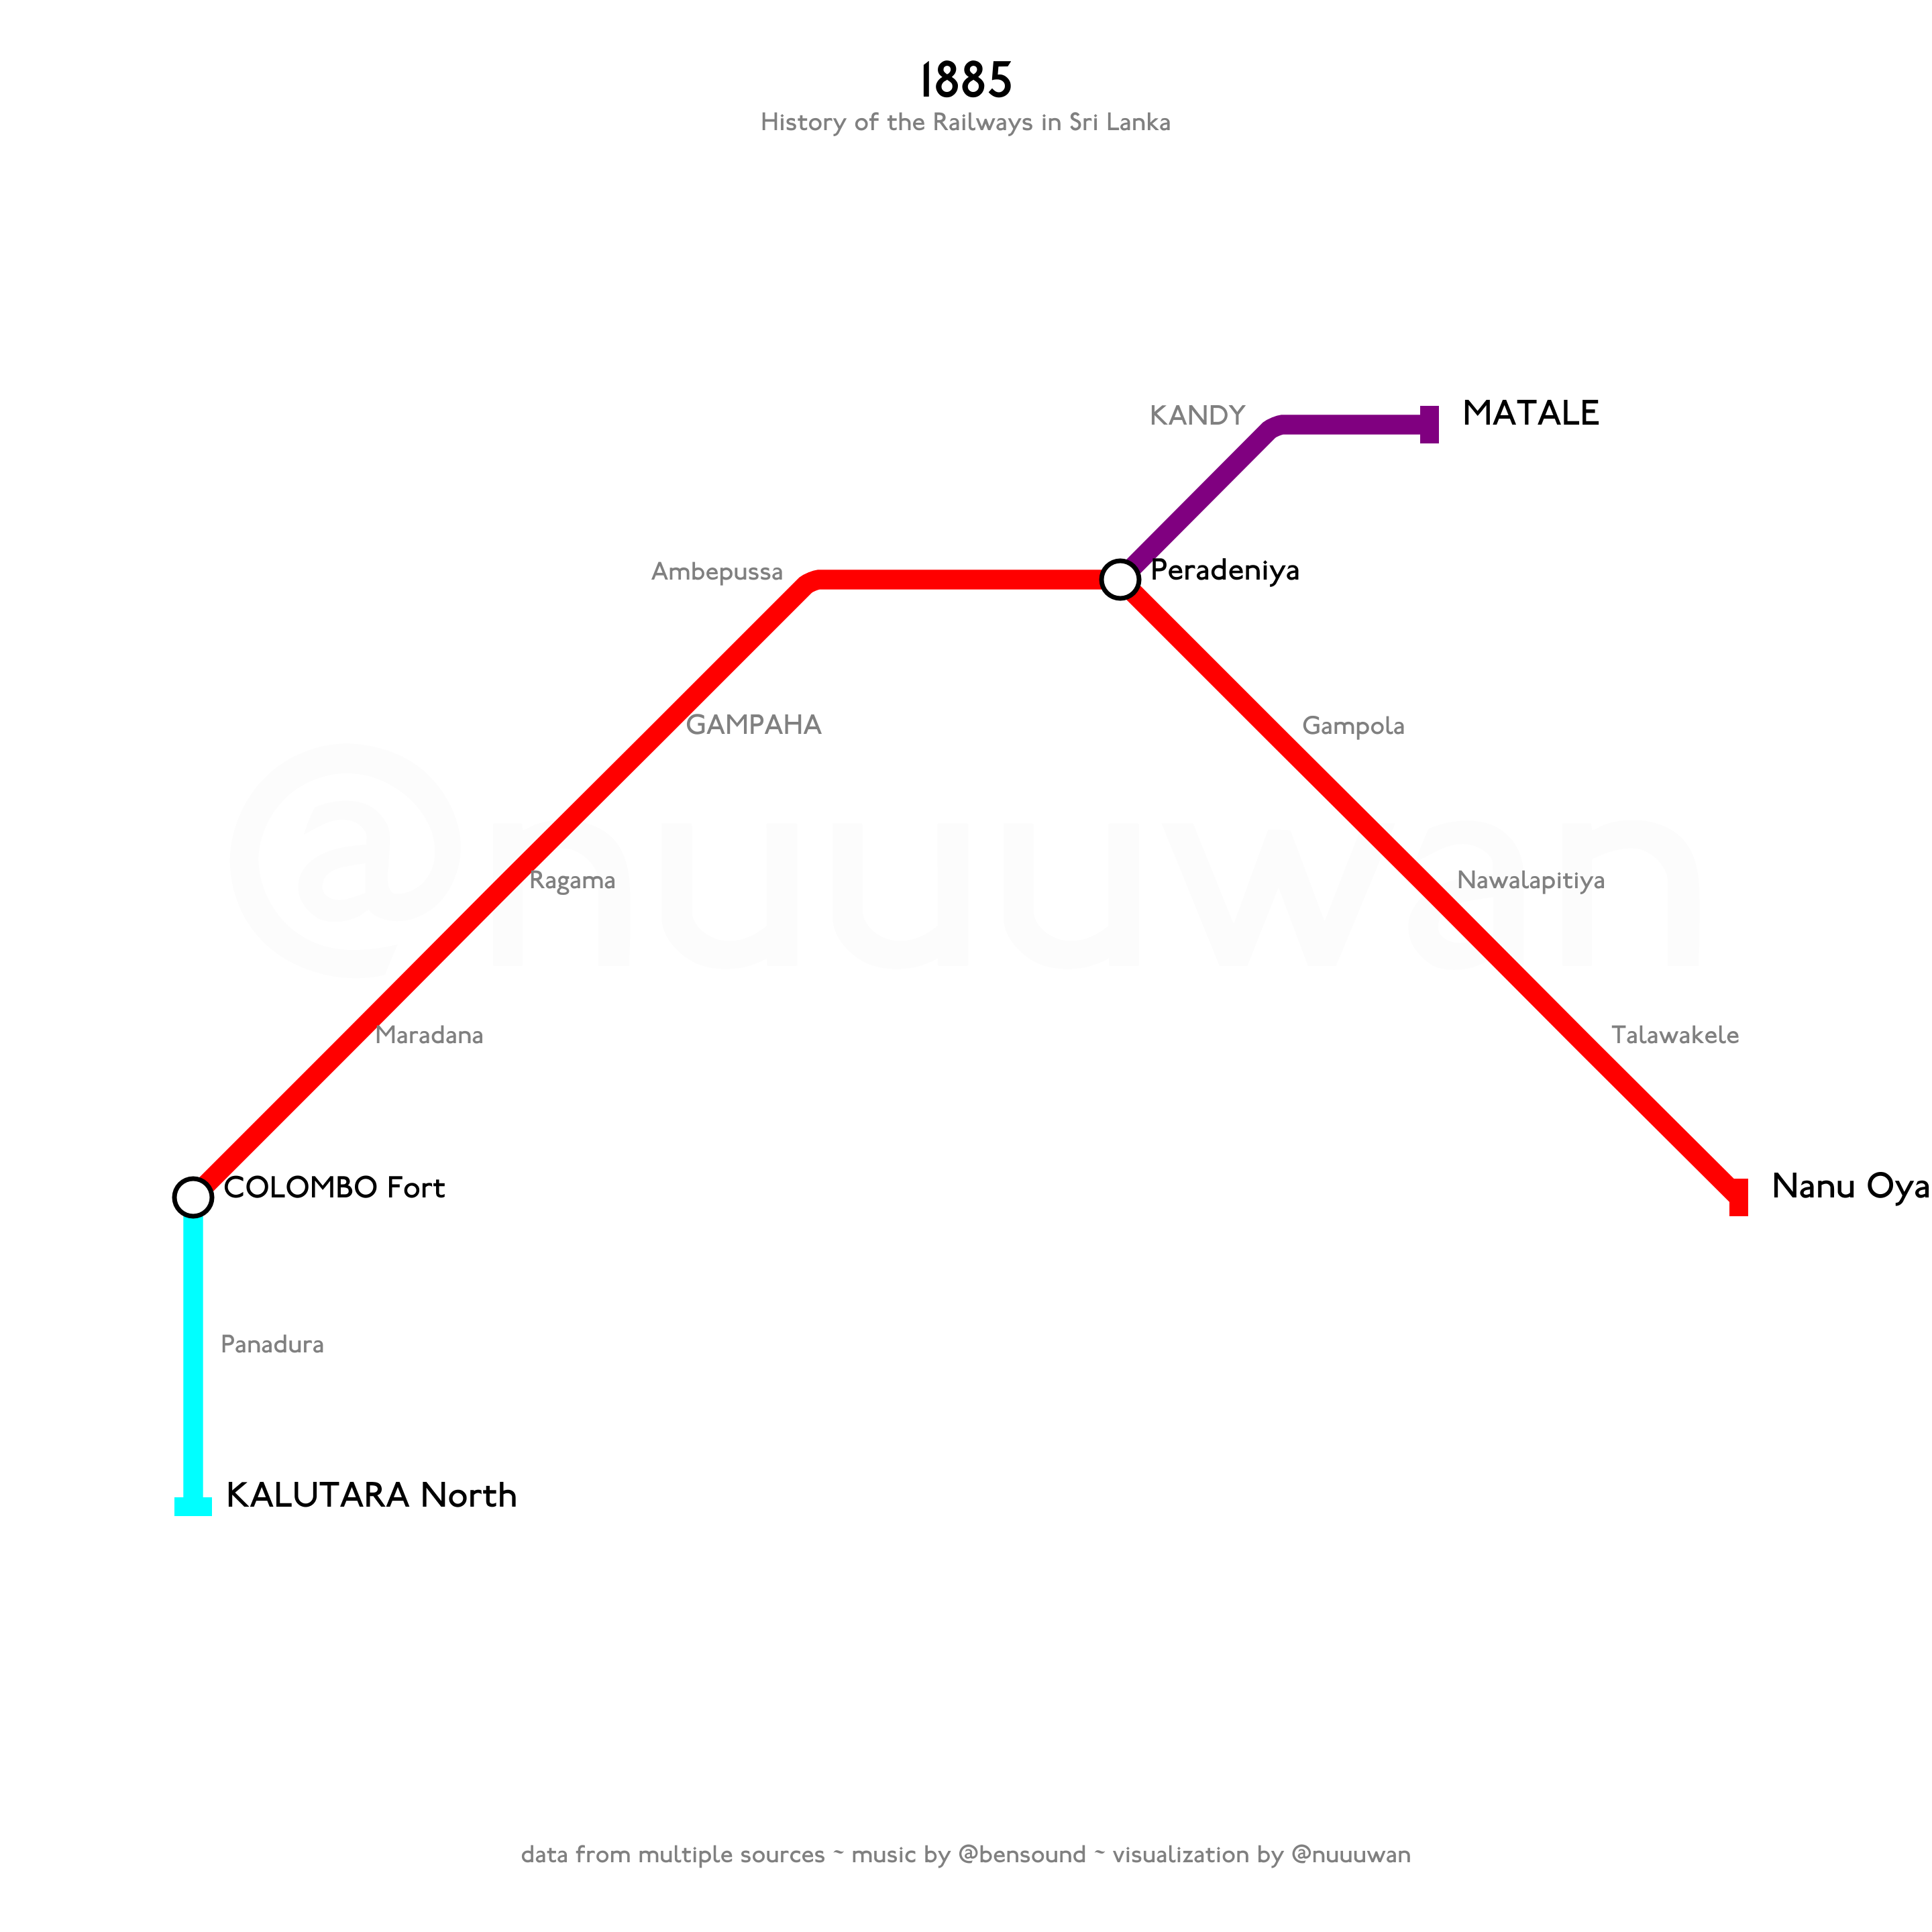 1885
History of the Railways in Sri Lanka
KANDY
MATALE
Ambepussa
Peradeniya
GAMPAHA
Gampola
@nuuuwan
Ragama
Nawalapitiya
Maradana
Talawakele
COLOMBO Fort
Nanu Oya
Panadura
KALUTARA North
data from multiple sources ~ music by @bensound ~ visualization by @nuuuwan